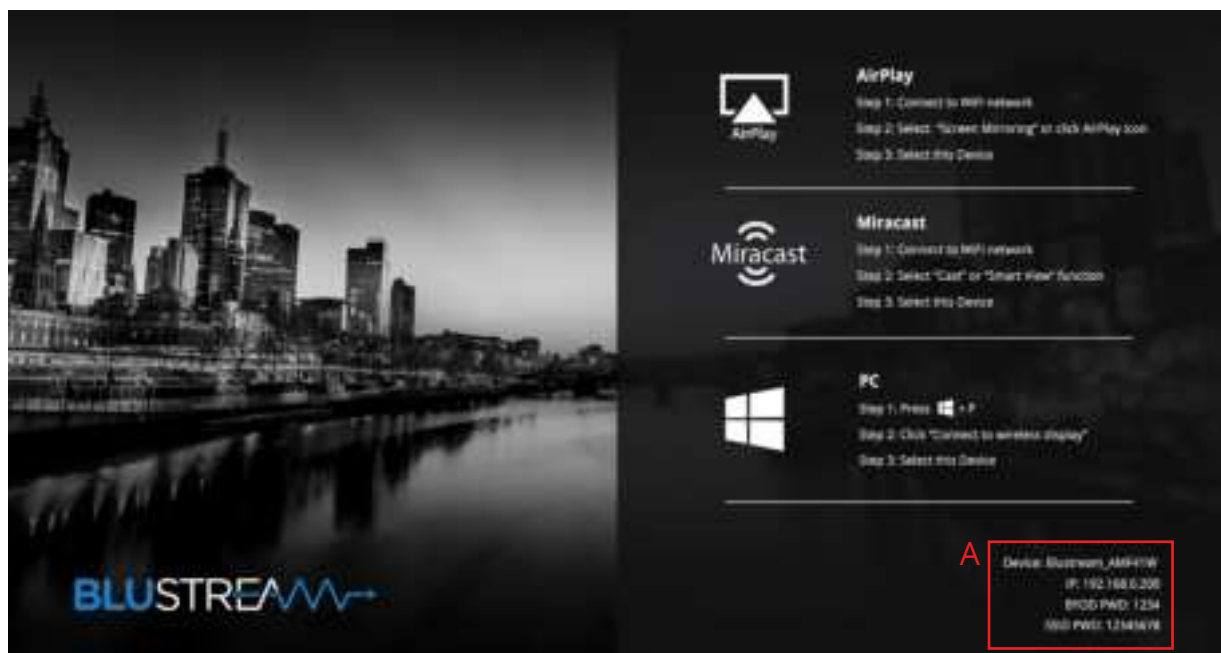 AirPlay
AirPlay
Step 1: Connect to WiFi network
Step 2: Select "Screen Mirroring" or click AirPlay icon
Step 3: Select this Device
Miracast
Miracast
Step 1: Connect to WiFi network
Step 2: Select "Cast" or "Smart View" function
Step 3: Select this Device
PC
Step 1: Press + P
Step 2: Click "Connect to wireless display"
Step 3: Select this Device
BLUSTREAM
A
Device: Blustream_AMF41W
IP: 192.168.0.200
BYOD PWD: 1234
SSID PWD: 12345678